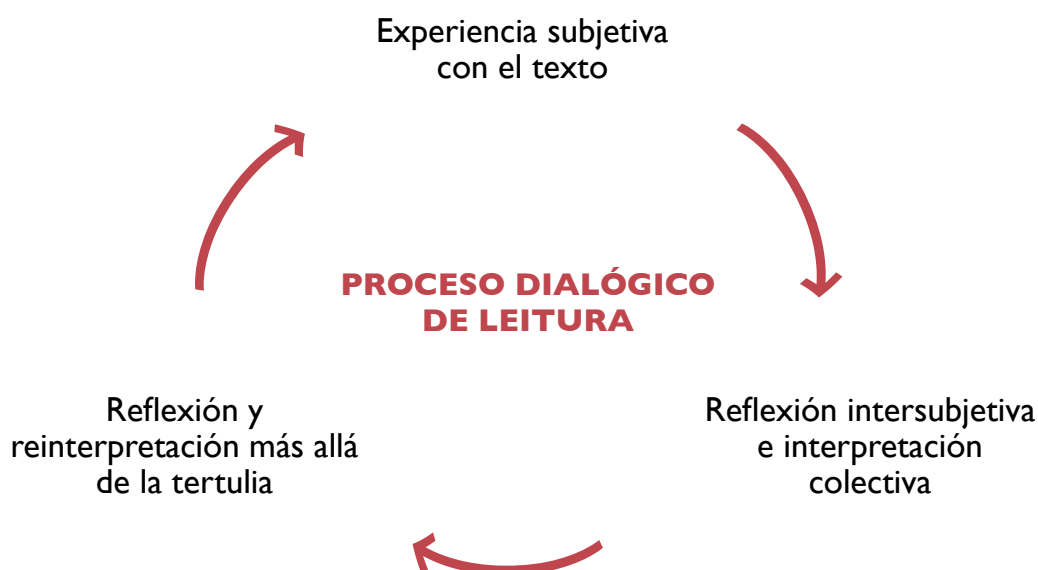 Experiencia subjetiva
con el texto
PROCESO DIALÓGICO
DE LEITURA
Reflexión y
reinterpretación más allá
de la tertulia
Reflexión intersubjetiva
e interpretación
colectiva